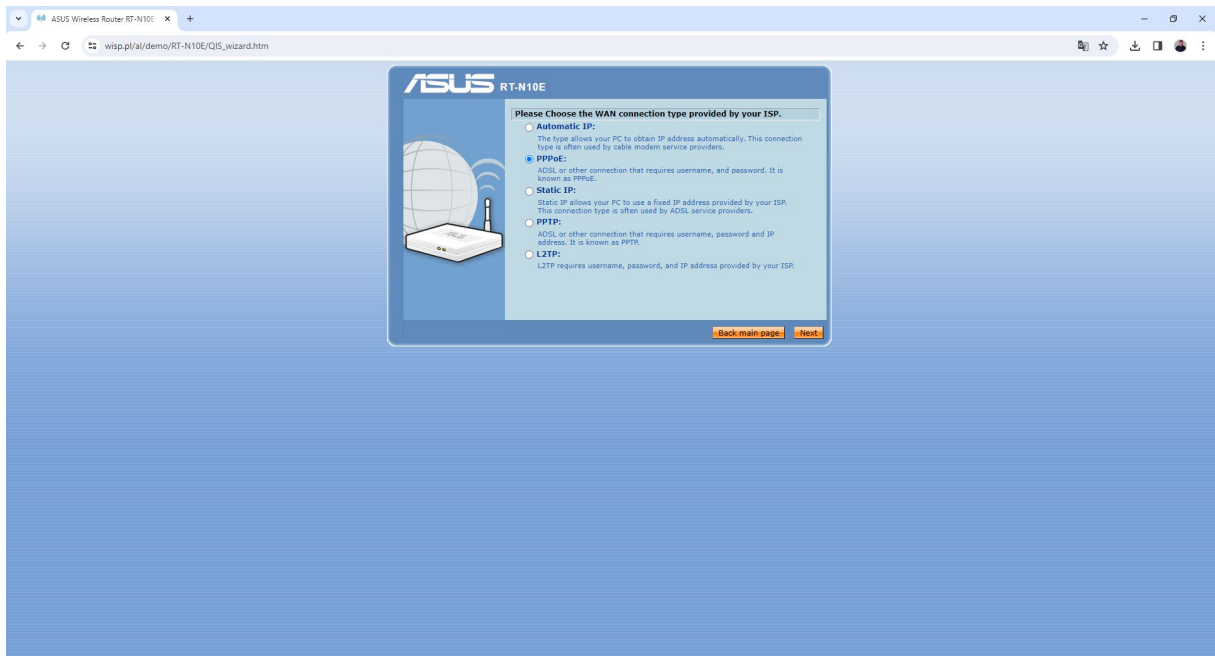 ASUS Wireless Router RT-N10E
wisp.pl/al/demo/RT-N10E/QIS_wizard.htm
ASUS RT-N10E
Please Choose the WAN connection type provided by your ISP.
Automatic IP:
The type allows your PC to obtain IP address automatically. This connection
type is often used by cable modem service providers.
PPPoE:
ADSL or other connection that requires username, and password. It is
known as PPPoE.
Static IP:
Static IP allows your PC to use a fixed IP address provided by your ISP.
This connection type is often used by ADSL service providers.
PPTP:
ADSL or other connection that requires username, password and IP
address. It is known as PPTP.
L2TP:
L2TP requires username, password, and IP address provided by your ISP.
Back main page Next